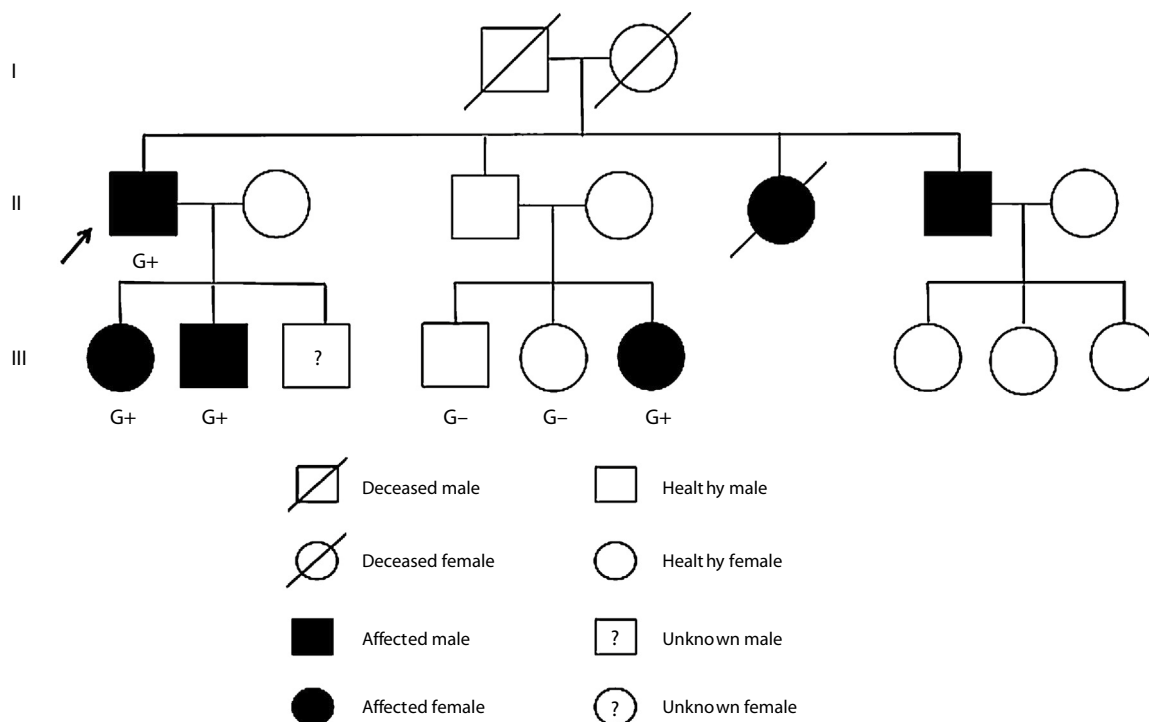 I
II
G+
III
?
G+ G+ G– G– G+
Deceased male Healthy male
Deceased female Healthy female
Affected male ? Unknown male
Affected female ? Unknown female